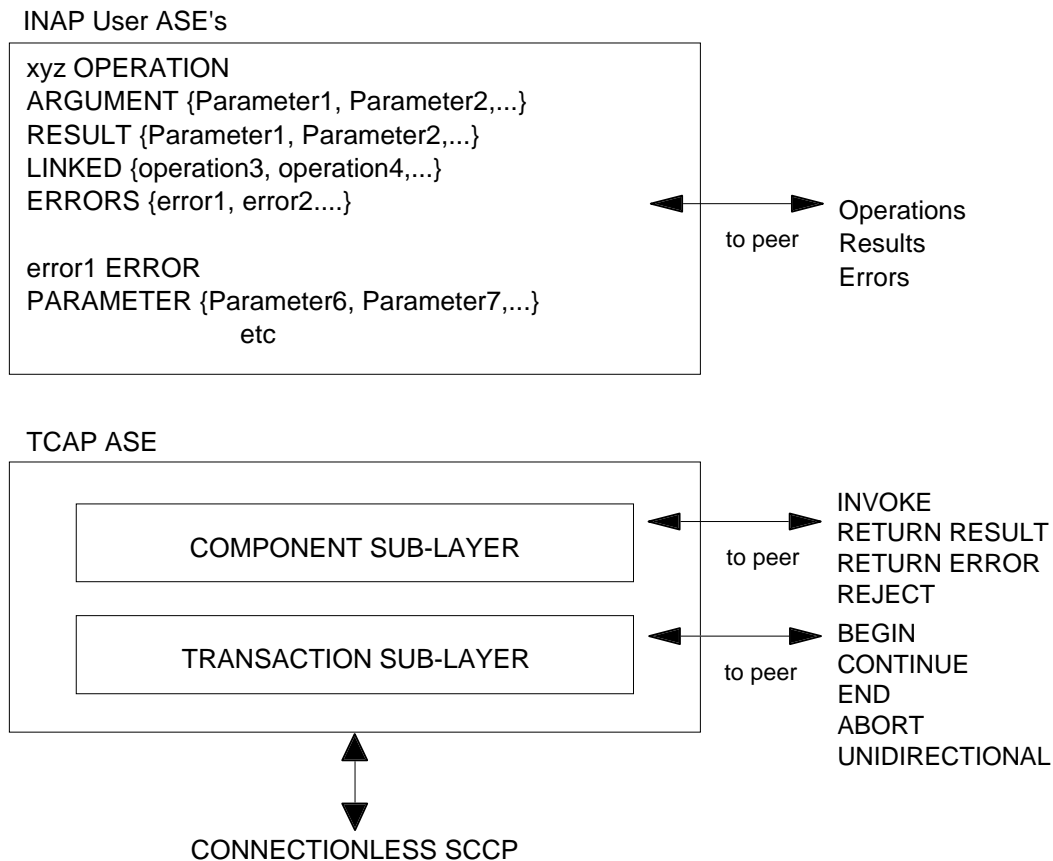 INAP User ASE's
xyz OPERATION
ARGUMENT {Parameter1, Parameter2,...}
RESULT {Parameter1, Parameter2,...}
LINKED {operation3, operation4,...}
ERRORS {error1, error2....}
error1 ERROR
PARAMETER {Parameter6, Parameter7,...}
etc
to peer
Operations
Results
Errors
TCAP ASE
COMPONENT SUB-LAYER
to peer
INVOKE
RETURN RESULT
RETURN ERROR
REJECT
TRANSACTION SUB-LAYER
to peer
BEGIN
CONTINUE
END
ABORT
UNIDIRECTIONAL
CONNECTIONLESS SCCP